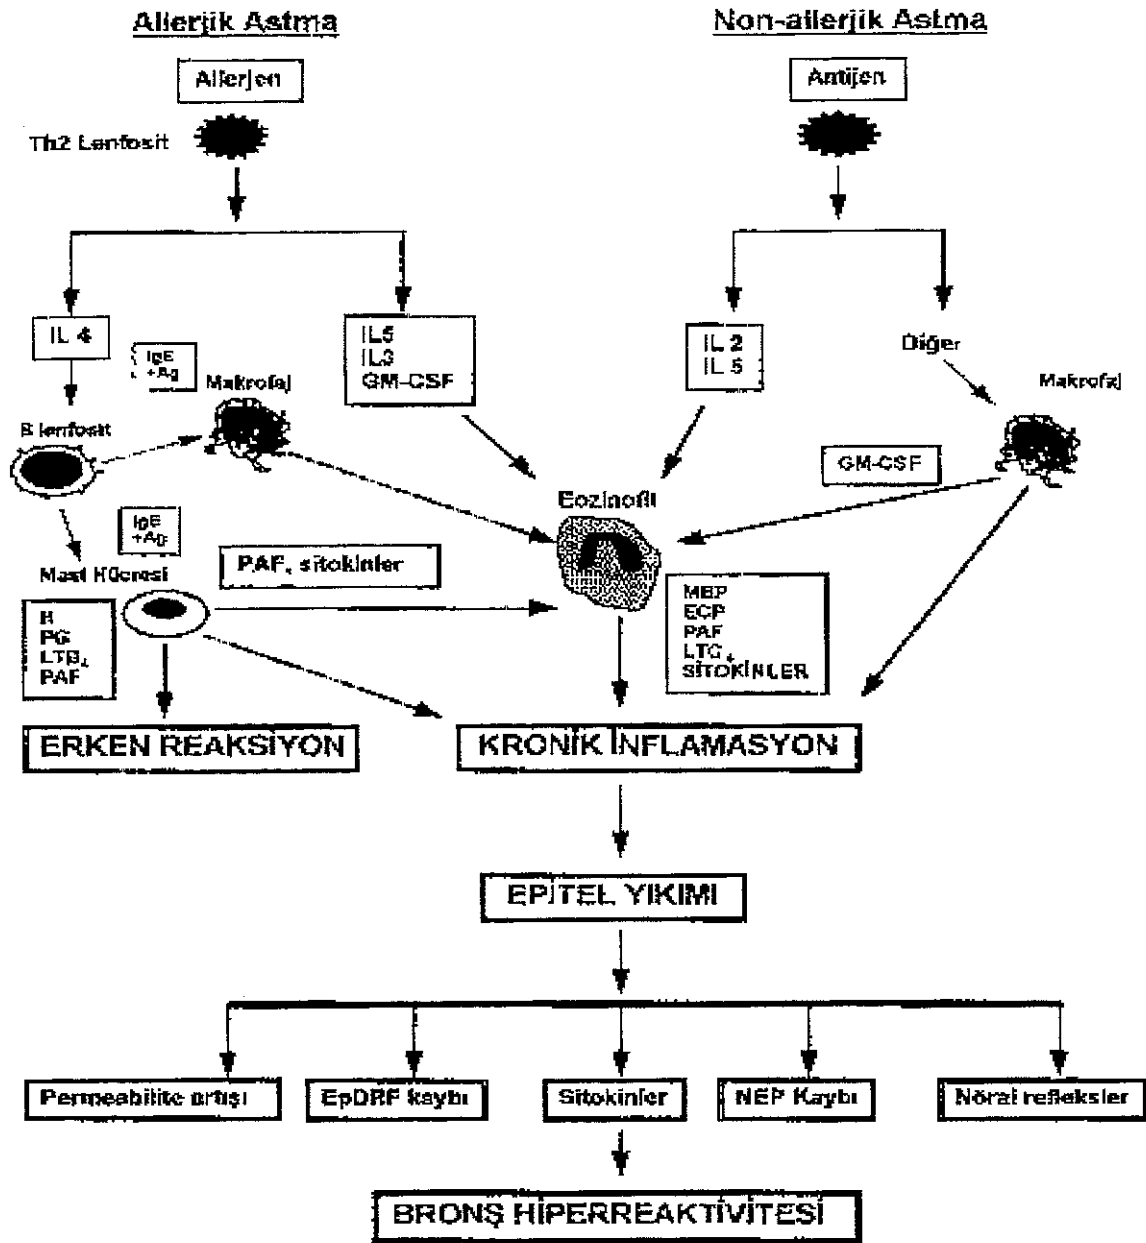 Allerjik Astma
Non-allerjik Astma
Allerjen
Antijen
Th2 Lenfosit
IL 4
IgE
+Ag
Makrofaj
IL5
IL3
GM-CSF
IL 2
IL 5
Diğer
Makrofaj
B lenfosit
GM-CSF
Eozinofil
IgE
+Ag
Mast Hücresi
PAF, sitokinler
H
PG
LTB4
PAF
MBP
ECP
PAF
LTC4
SİTOKİNLER
ERKEN REAKSİYON
KRONİK İNFLAMASYON
EPİTEL YIKIMI
Permeabilite artışı
EpDRF kaybı
Sitokinler
NEP Kaybı
Nöral refleksler
BRONŞ HİPERREAKTİVİTESİ